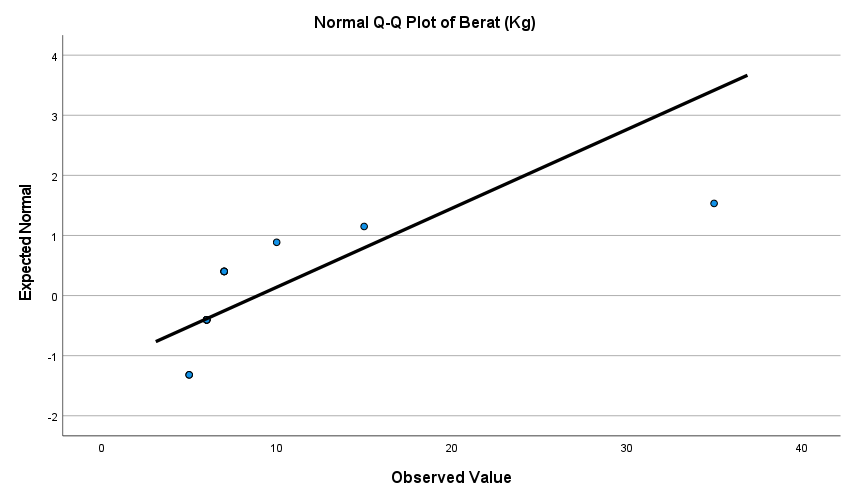 Normal Q-Q Plot of Berat (Kg)
4
3
2
1
0
-1
-2
Expected Normal
0 10 20 30 40
Observed Value